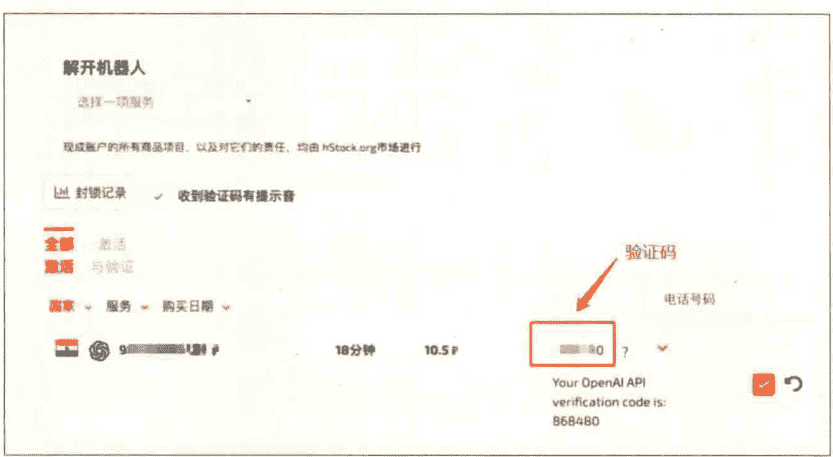 解开机器人
选择一项服务
现成账户的所有商品项目，以及对它们的责任，均由 hStock.org市场进行
封锁记录
收到验证码有提示音
全部
激活
激活
与验证
验证码
电话号码
国家
服务
购买日期
18分钟
10.5 ₽
0
?
Your OpenAI API
verification code is:
868480